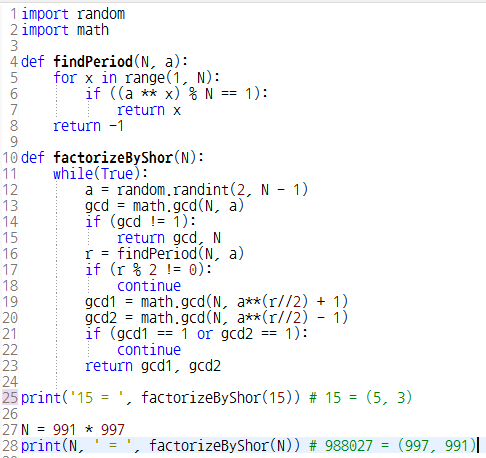 1 import random
2 import math
3
4 def findPeriod(N, a):
5     for x in range(1, N):
6         if ((a ** x) % N == 1):
7             return x
8     return -1
9
10 def factorizeByShor(N):
11     while(True):
12         a = random.randint(2, N - 1)
13         gcd = math.gcd(N, a)
14         if (gcd != 1):
15             return gcd, N
16         r = findPeriod(N, a)
17         if (r % 2 != 0):
18             continue
19         gcd1 = math.gcd(N, a**(r//2) + 1)
20         gcd2 = math.gcd(N, a**(r//2) - 1)
21         if (gcd1 == 1 or gcd2 == 1):
22             continue
23         return gcd1, gcd2
24
25 print('15 = ', factorizeByShor(15)) # 15 = (5, 3)
26
27 N = 991 * 997
28 print(N, ' = ', factorizeByShor(N)) # 988027 = (997, 991)